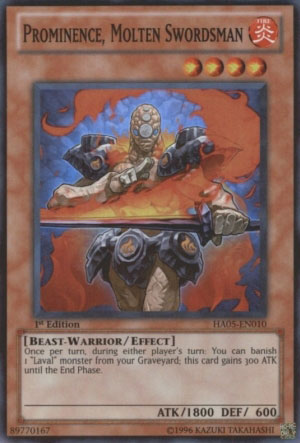 PROMINENCE, MOLTEN SWORDSMAN
炎
1st Edition
HA05-EN010
[BEAST-WARRIOR/EFFECT]
Once per turn, during either player's turn: You can banish
1 "Laval" monster from your Graveyard; this card gains 300 ATK
until the End Phase.
ATK/1800 DEF/ 600
89770167
©1996 KAZUKI TAKAHASHI